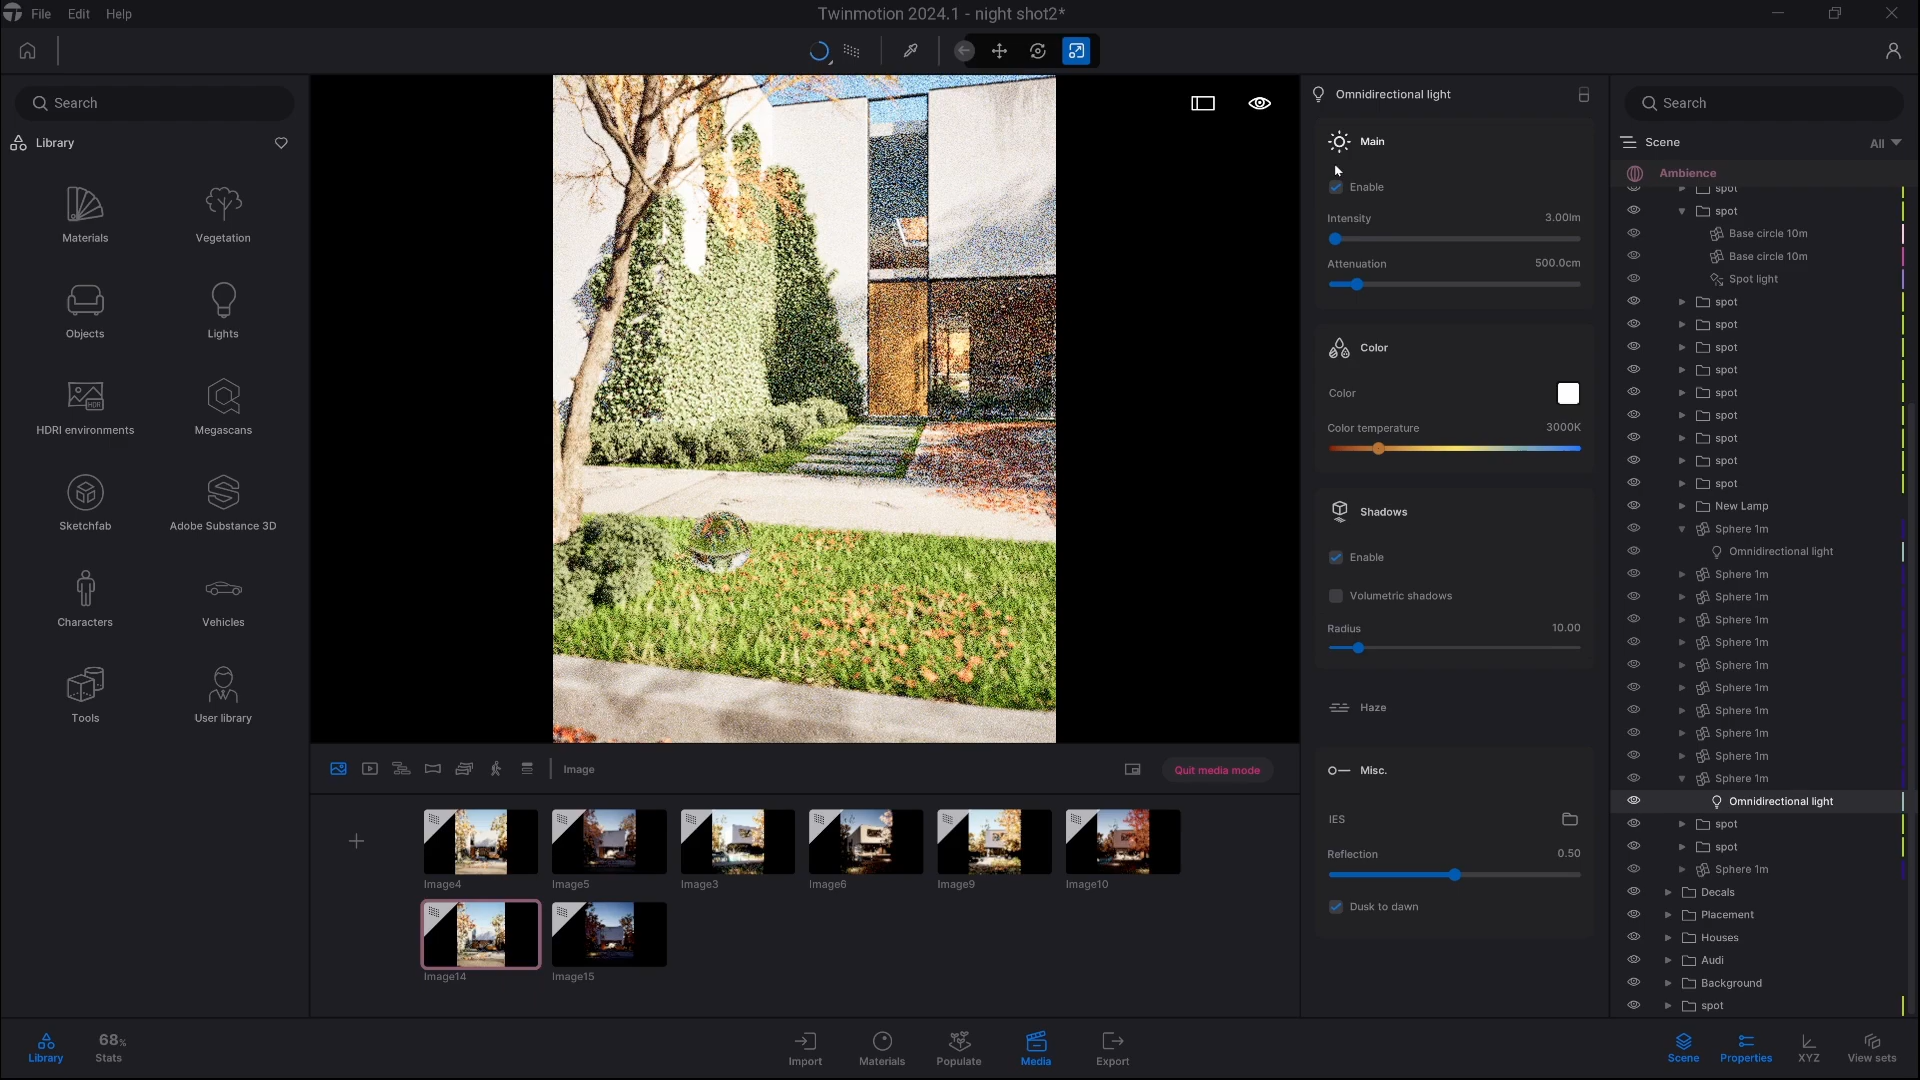 File Edit Help
Twinmotion 2024.1 - night shot2*
Search
Library
Materials
Vegetation
Objects
Lights
HDRI environments
Megascans
Sketchfab
Adobe Substance 3D
Characters
Vehicles
Tools
User library
Image
Quit media mode
Image4
Image5
Image3
Image6
Image9
Image10
Image14
Image15
Omnidirectional light
Main
Enable
Intensity 3.00lm
Attenuation 500.0cm
Color
Color
Color temperature 3000K
Shadows
Enable
Volumetric shadows
Radius 10.00
Haze
Misc.
IES
Reflection 0.50
Dusk to dawn
Search
Scene All
Ambience
spot
spot
Base circle 10m
Base circle 10m
Spot light
spot
spot
spot
spot
spot
spot
spot
spot
spot
New Lamp
Sphere 1m
Omnidirectional light
Sphere 1m
Sphere 1m
Sphere 1m
Sphere 1m
Sphere 1m
Sphere 1m
Sphere 1m
Sphere 1m
Sphere 1m
Sphere 1m
Omnidirectional light
spot
spot
Sphere 1m
Decals
Placement
Houses
Audi
Background
spot
Library
68%
Stats
Import
Materials
Populate
Media
Export
Scene
Properties
XYZ
View sets